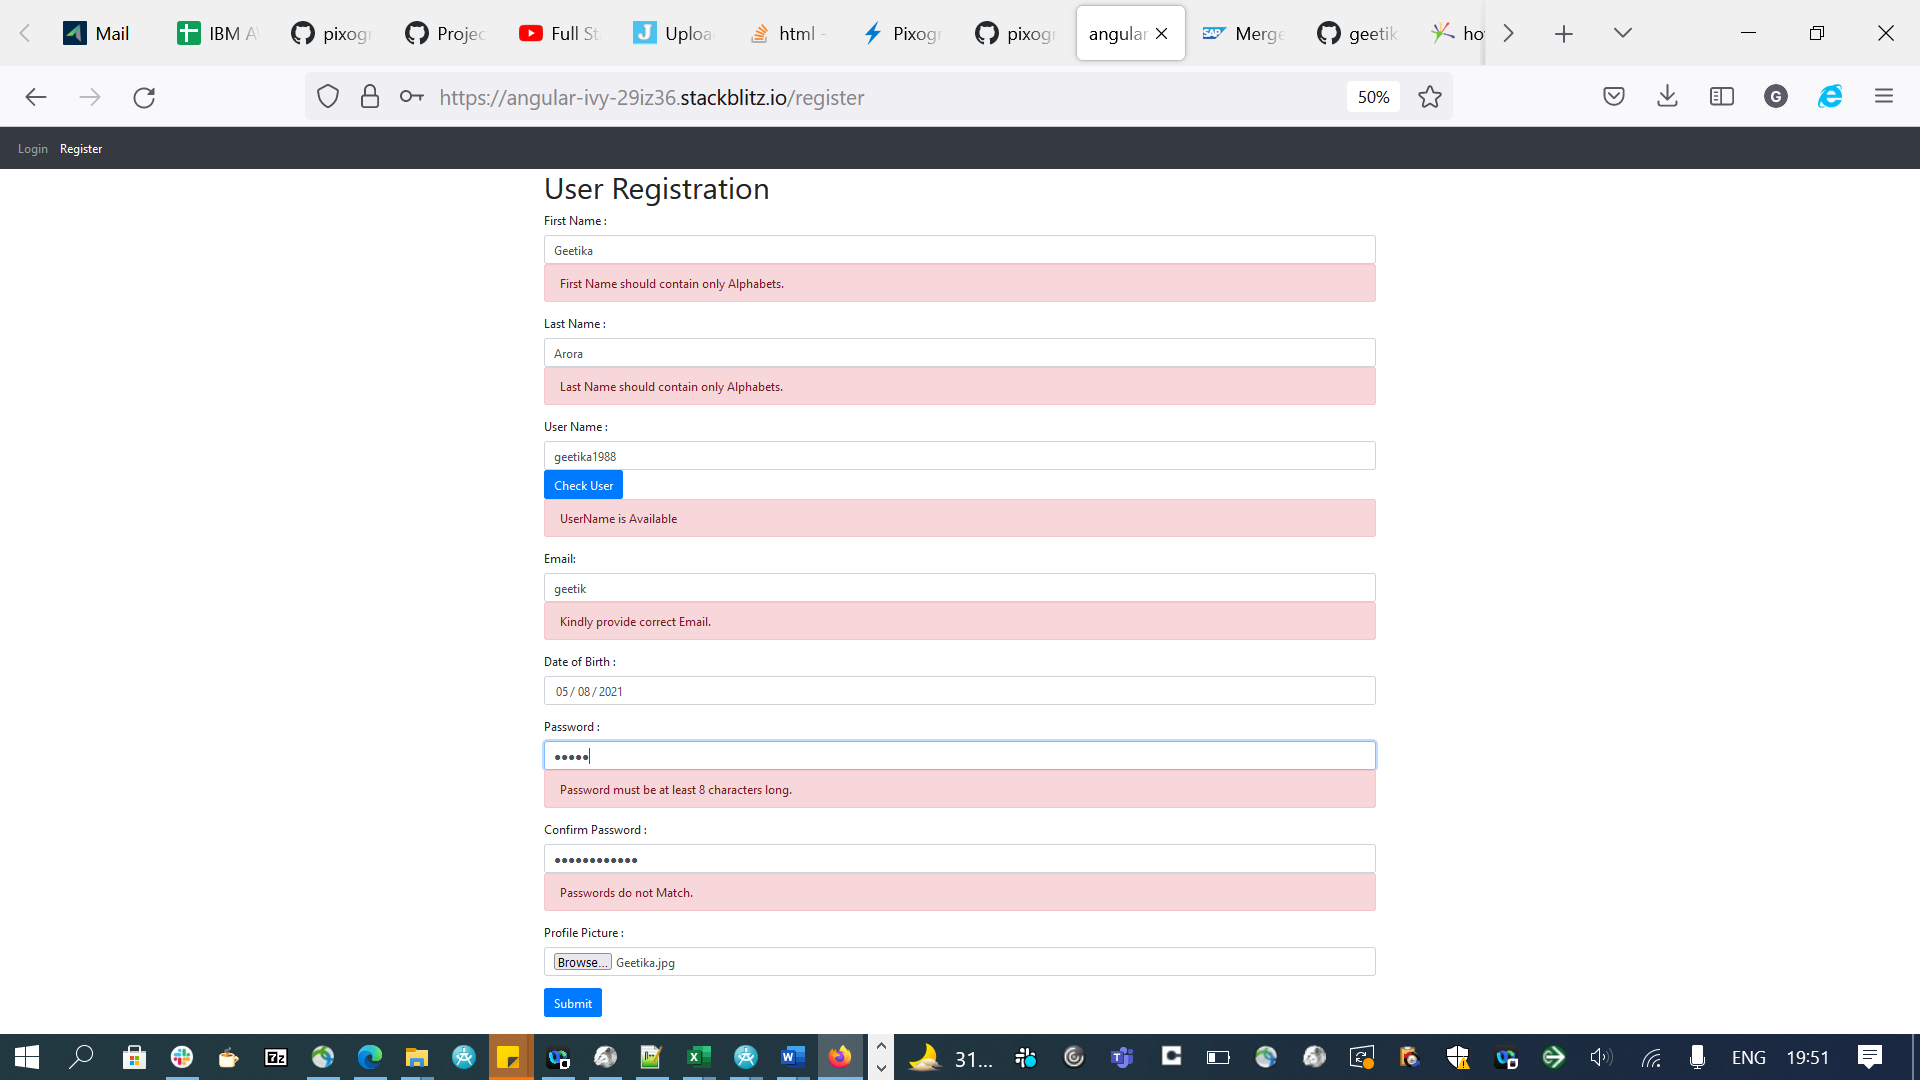 Mail
IBM A
pixogr
Projec
Full St
Uploa
html -
Pixogr
pixogr
angular
Merge
geetik
ho
https://angular-ivy-29iz36.stackblitz.io/register
50%
G
Login Register
User Registration
First Name :
Geetika
First Name should contain only Alphabets.
Last Name :
Arora
Last Name should contain only Alphabets.
User Name :
geetika1988
Check User
UserName is Available
Email:
geetik
Kindly provide correct Email.
Date of Birth :
05 / 08 / 2021
Password :
•••••
Password must be at least 8 characters long.
Confirm Password :
••••••••••••
Passwords do not Match.
Profile Picture :
Browse... Geetika.jpg
Submit
31...
ENG
19:51